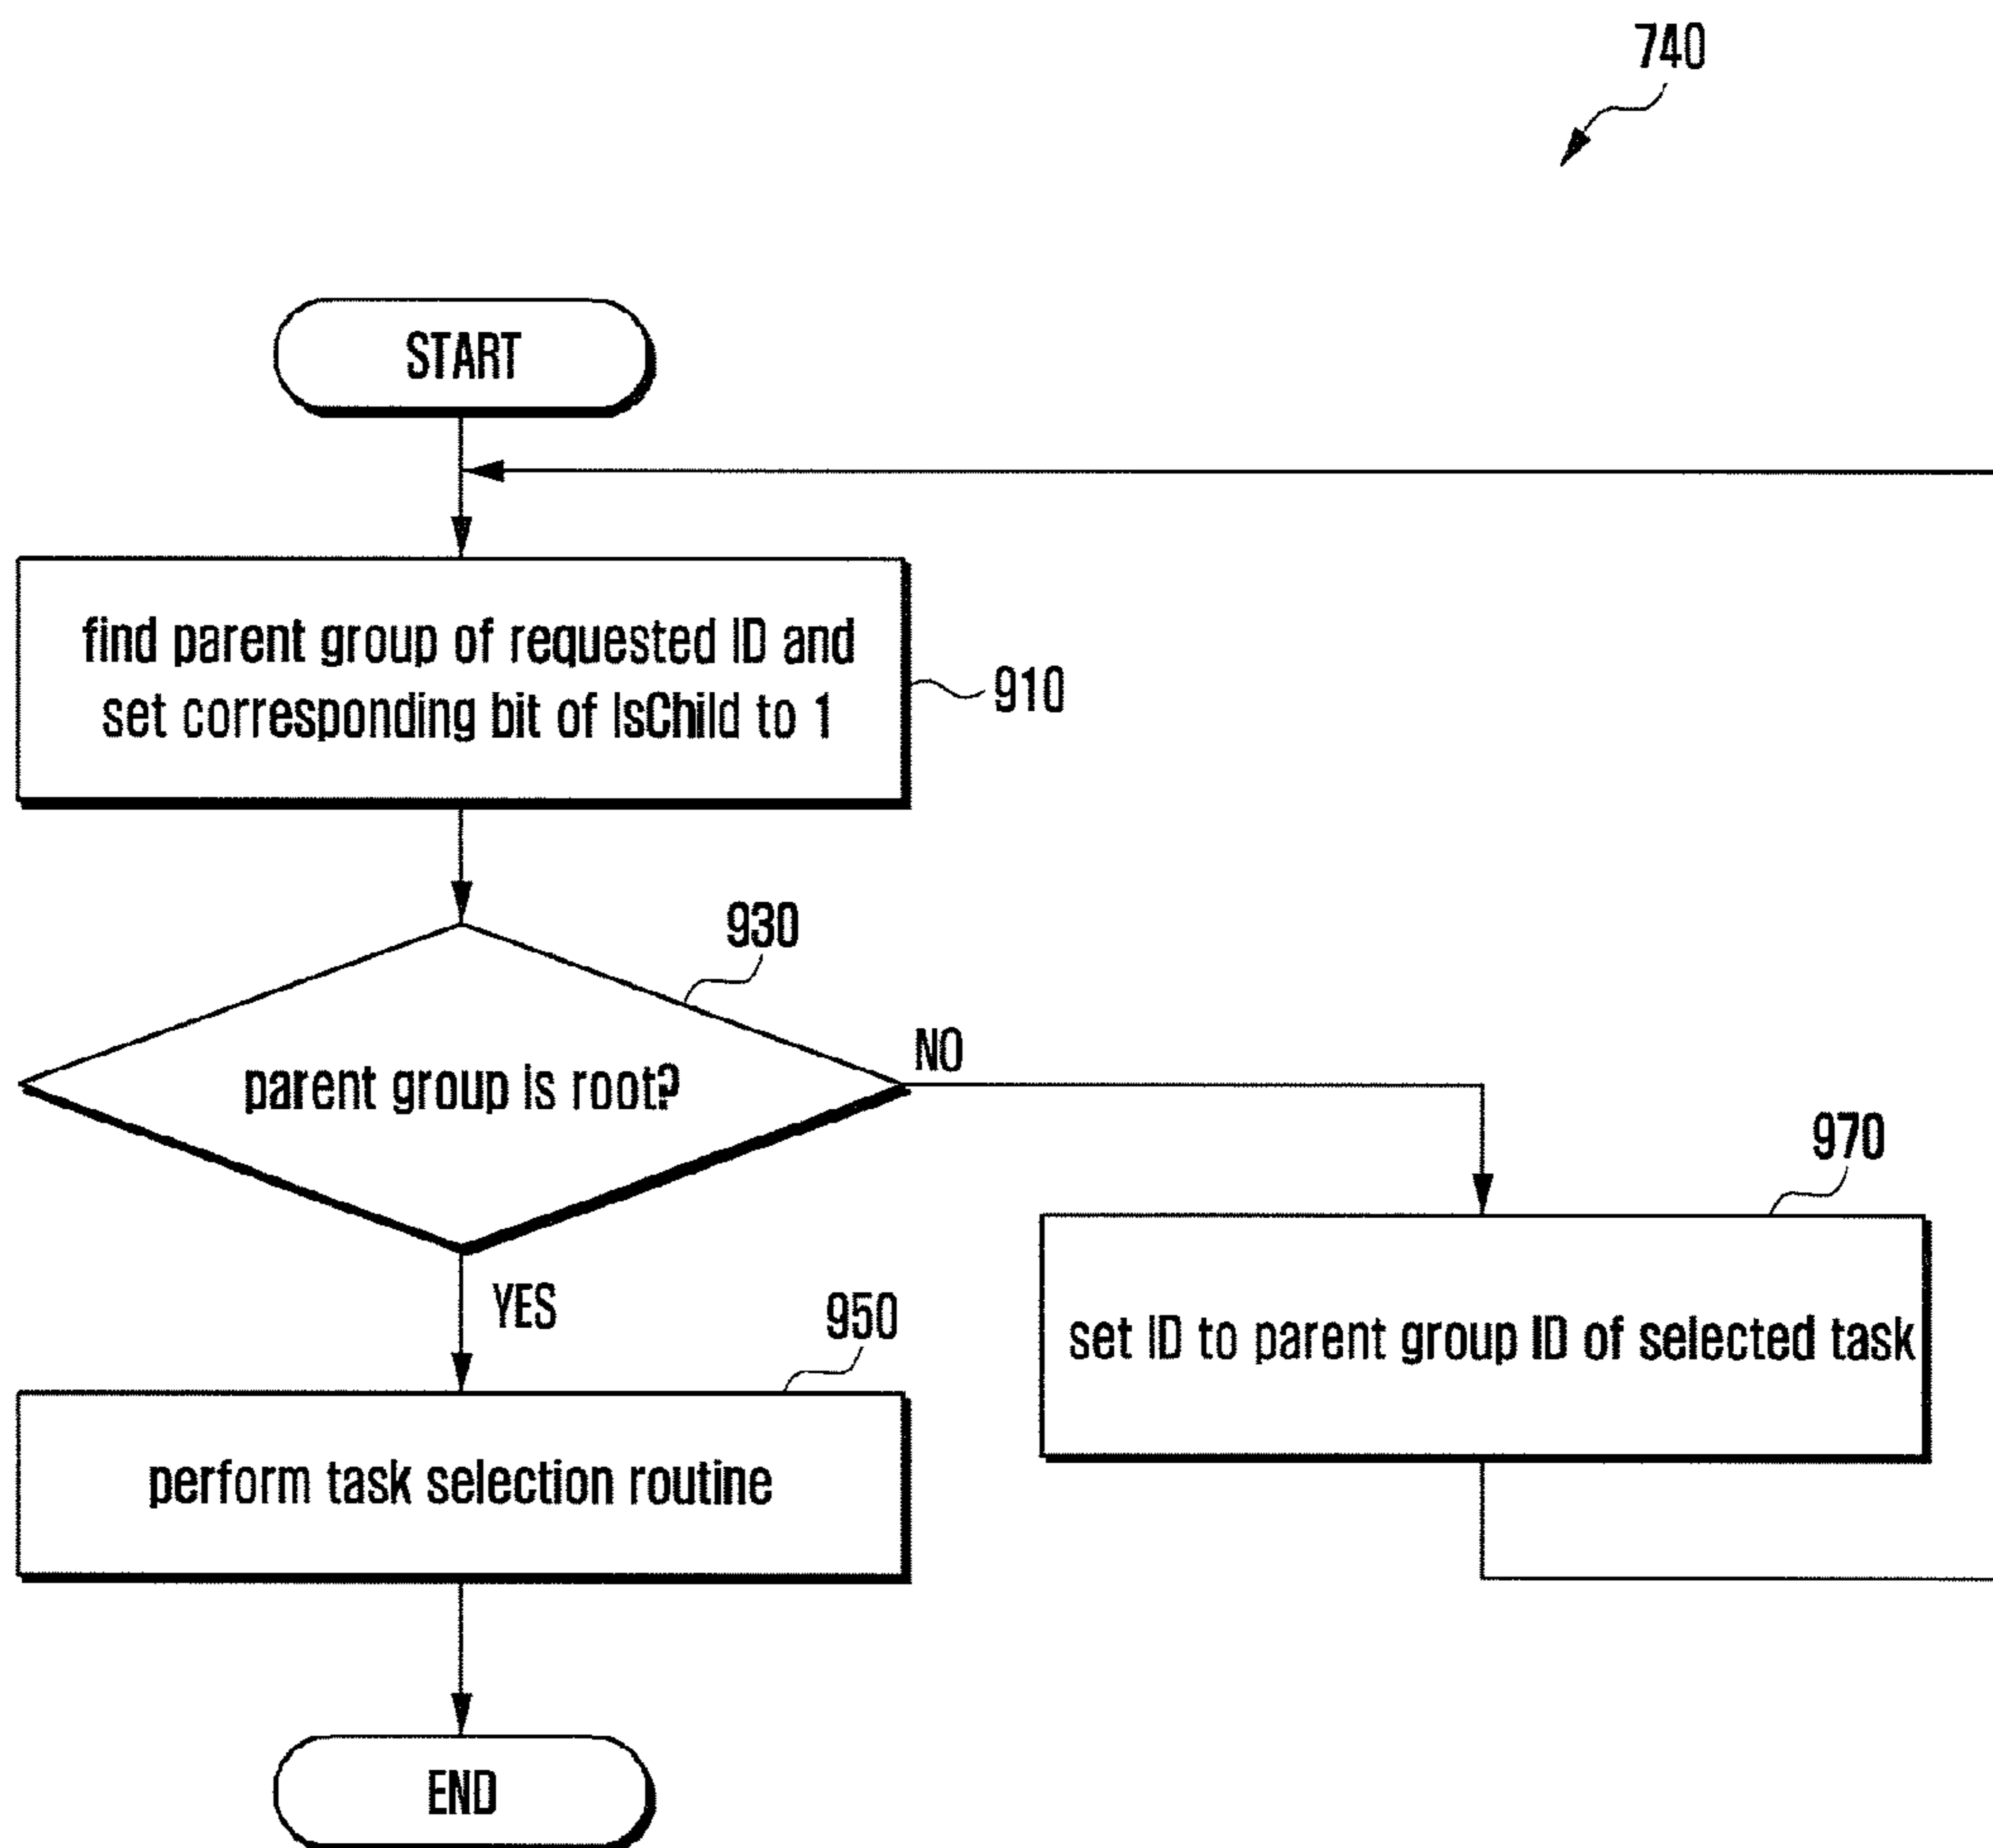 740
START
find parent group of requested ID and
set corresponding bit of IsChild to 1
910
930
parent group is root?
NO
970
YES
950
set ID to parent group ID of selected task
perform task selection routine
END